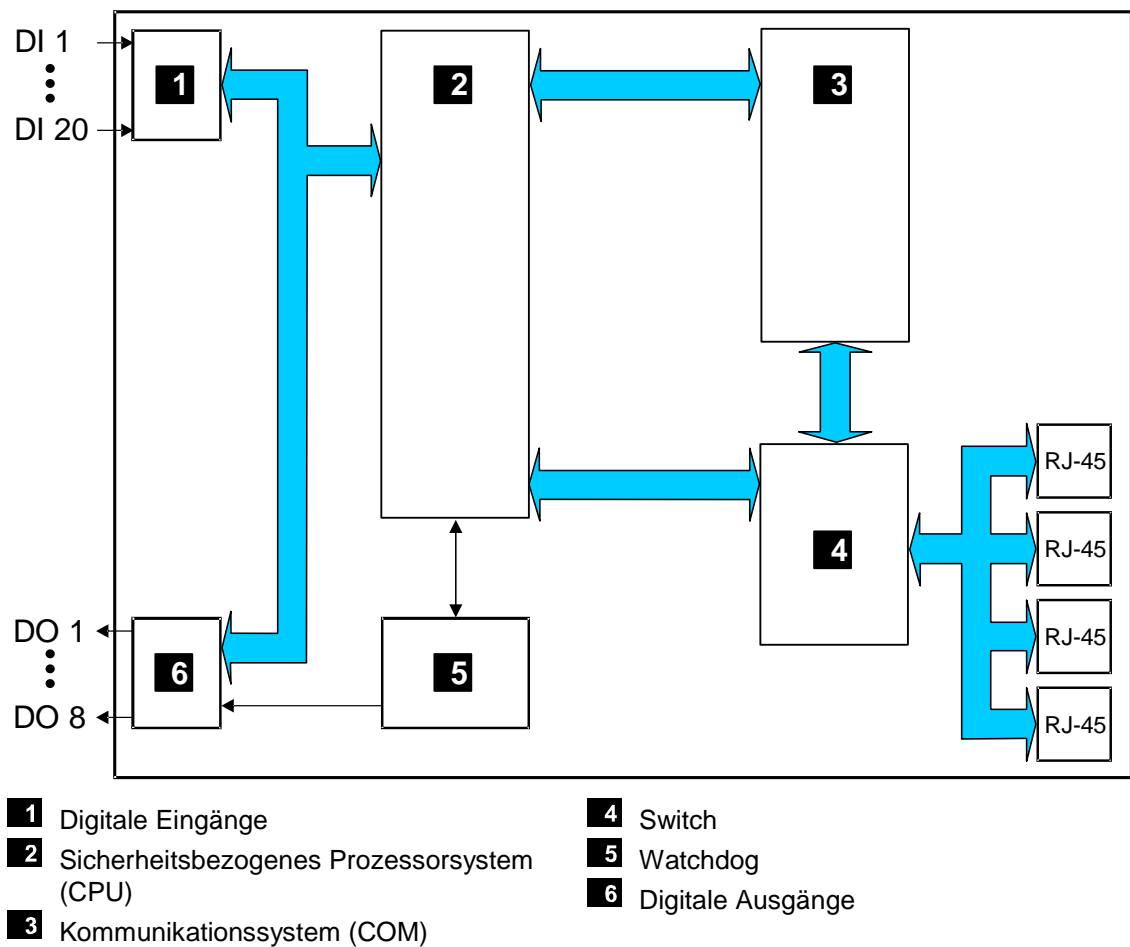 DI 1
DI 20
1
2
3
RJ-45
RJ-45
4
RJ-45
DO 1
6
5
DO 8
RJ-45
1 Digitale Eingänge
2 Sicherheitsbezogenes Prozessorsystem
(CPU)
3 Kommunikationssystem (COM)
4 Switch
5 Watchdog
6 Digitale Ausgänge